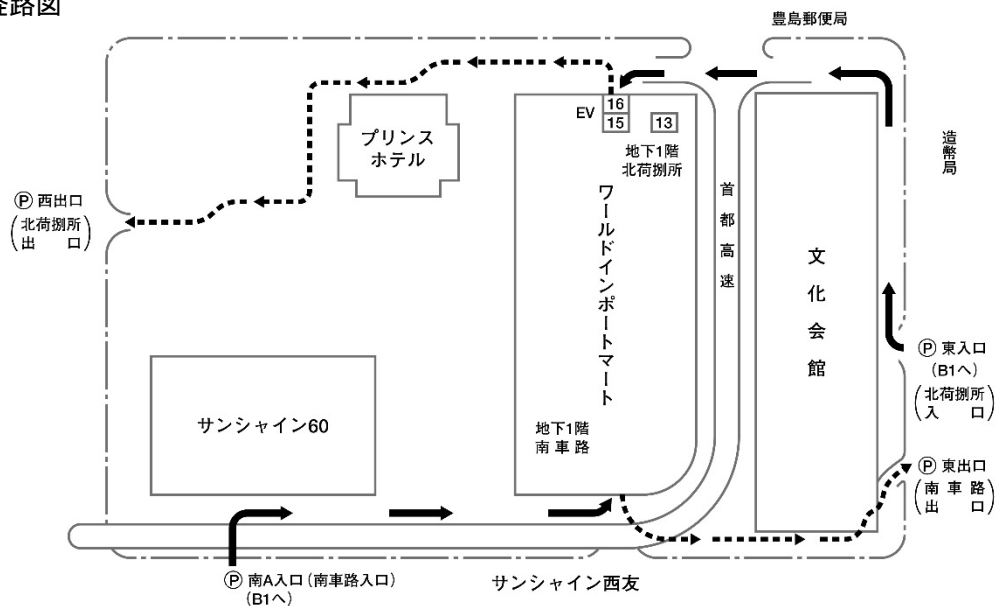 経路図
豊島郵便局
EV
16
15
13
地下1階
北荷捌所
プリンス
ホテル
造幣局
Ⓟ 西出口
(北荷捌所
出　口)
ワールドインポートマート
首都高速
文化会館
Ⓟ 東入口
(B1へ)
(北荷捌所
入　口)
サンシャイン60
地下1階
南車路
Ⓟ 東出口
(南車路
出　口)
Ⓟ 南A入口(南車路入口)
(B1へ)
サンシャイン西友